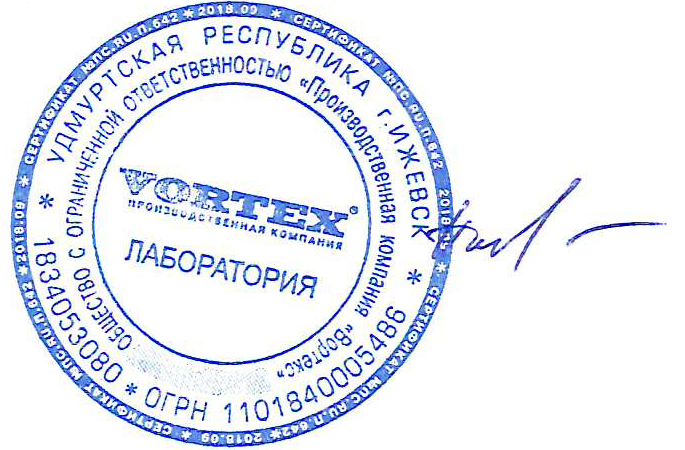 СЕРТИФИКАТ №ПС.RU.П.642 * 2018.09 * СЕРТИФИКАТ №ПС.RU.П.642 * 2018.09 * СЕРТИФИКАТ №ПС.RU.П.642 * 2018.09 * СЕРТИФИКАТ №ПС.RU.П.642 * 2018.09 *
* УДМУРТСКАЯ РЕСПУБЛИКА г.ИЖЕВСК *
1834053080 * ОГРН 1101840005486
ОБЩЕСТВО С ОГРАНИЧЕННОЙ ОТВЕТСТВЕННОСТЬЮ «Производственная компания «Вортекс»
VORTEX®
ПРОИЗВОДСТВЕННАЯ КОМПАНИЯ
ЛАБОРАТОРИЯ